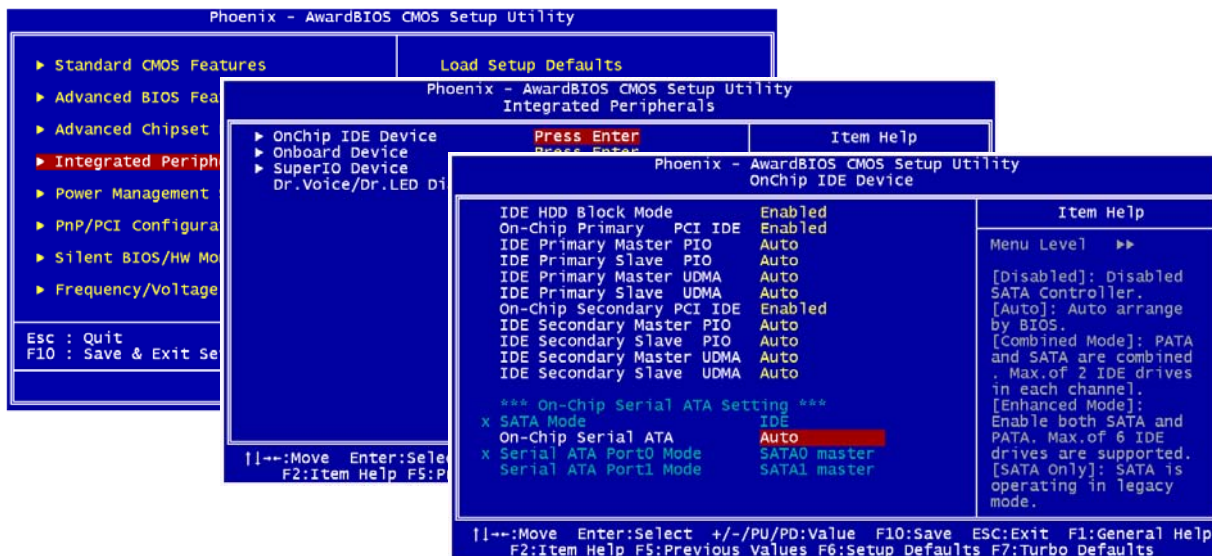 Phoenix - AwardBIOS CMOS Setup Utility
▶ Standard CMOS Features
Load Setup Defaults
▶ Advanced BIOS Fea
▶ Advanced Chipset
▶ Integrated Periph
▶ Power Management
▶ PnP/PCI Configura
▶ Silent BIOS/HW Mo
▶ Frequency/Voltage
Esc : Quit
F10 : Save & Exit Se
Phoenix - AwardBIOS CMOS Setup Utility
Integrated Peripherals
▶ OnChip IDE Device Press Enter
▶ Onboard Device Press Enter
▶ SuperIO Device
Dr.Voice/Dr.LED Di
Item Help
↑↓→←:Move Enter:Sele
F2:Item Help F5:P
Phoenix - AwardBIOS CMOS Setup Utility
OnChip IDE Device
IDE HDD Block Mode Enabled
On-Chip Primary PCI IDE Enabled
IDE Primary Master PIO Auto
IDE Primary Slave PIO Auto
IDE Primary Master UDMA Auto
IDE Primary Slave UDMA Auto
On-Chip Secondary PCI IDE Enabled
IDE Secondary Master PIO Auto
IDE Secondary Slave PIO Auto
IDE Secondary Master UDMA Auto
IDE Secondary Slave UDMA Auto
*** On-Chip Serial ATA Setting ***
x SATA Mode IDE
On-Chip Serial ATA Auto
x Serial ATA Port0 Mode SATA0 master
Serial ATA Port1 Mode SATA1 master
Item Help
Menu Level ▶▶
[Disabled]: Disabled
SATA Controller.
[Auto]: Auto arrange
by BIOS.
[Combined Mode]: PATA
and SATA are combined
. Max.of 2 IDE drives
in each channel.
[Enhanced Mode]:
Enable both SATA and
PATA. Max.of 6 IDE
drives are supported.
[SATA Only]: SATA is
operating in legacy
mode.
↑↓→←:Move Enter:Select +/-/PU/PD:Value F10:Save ESC:Exit F1:General Help
F2:Item Help F5:Previous Values F6:Setup Defaults F7:Turbo Defaults